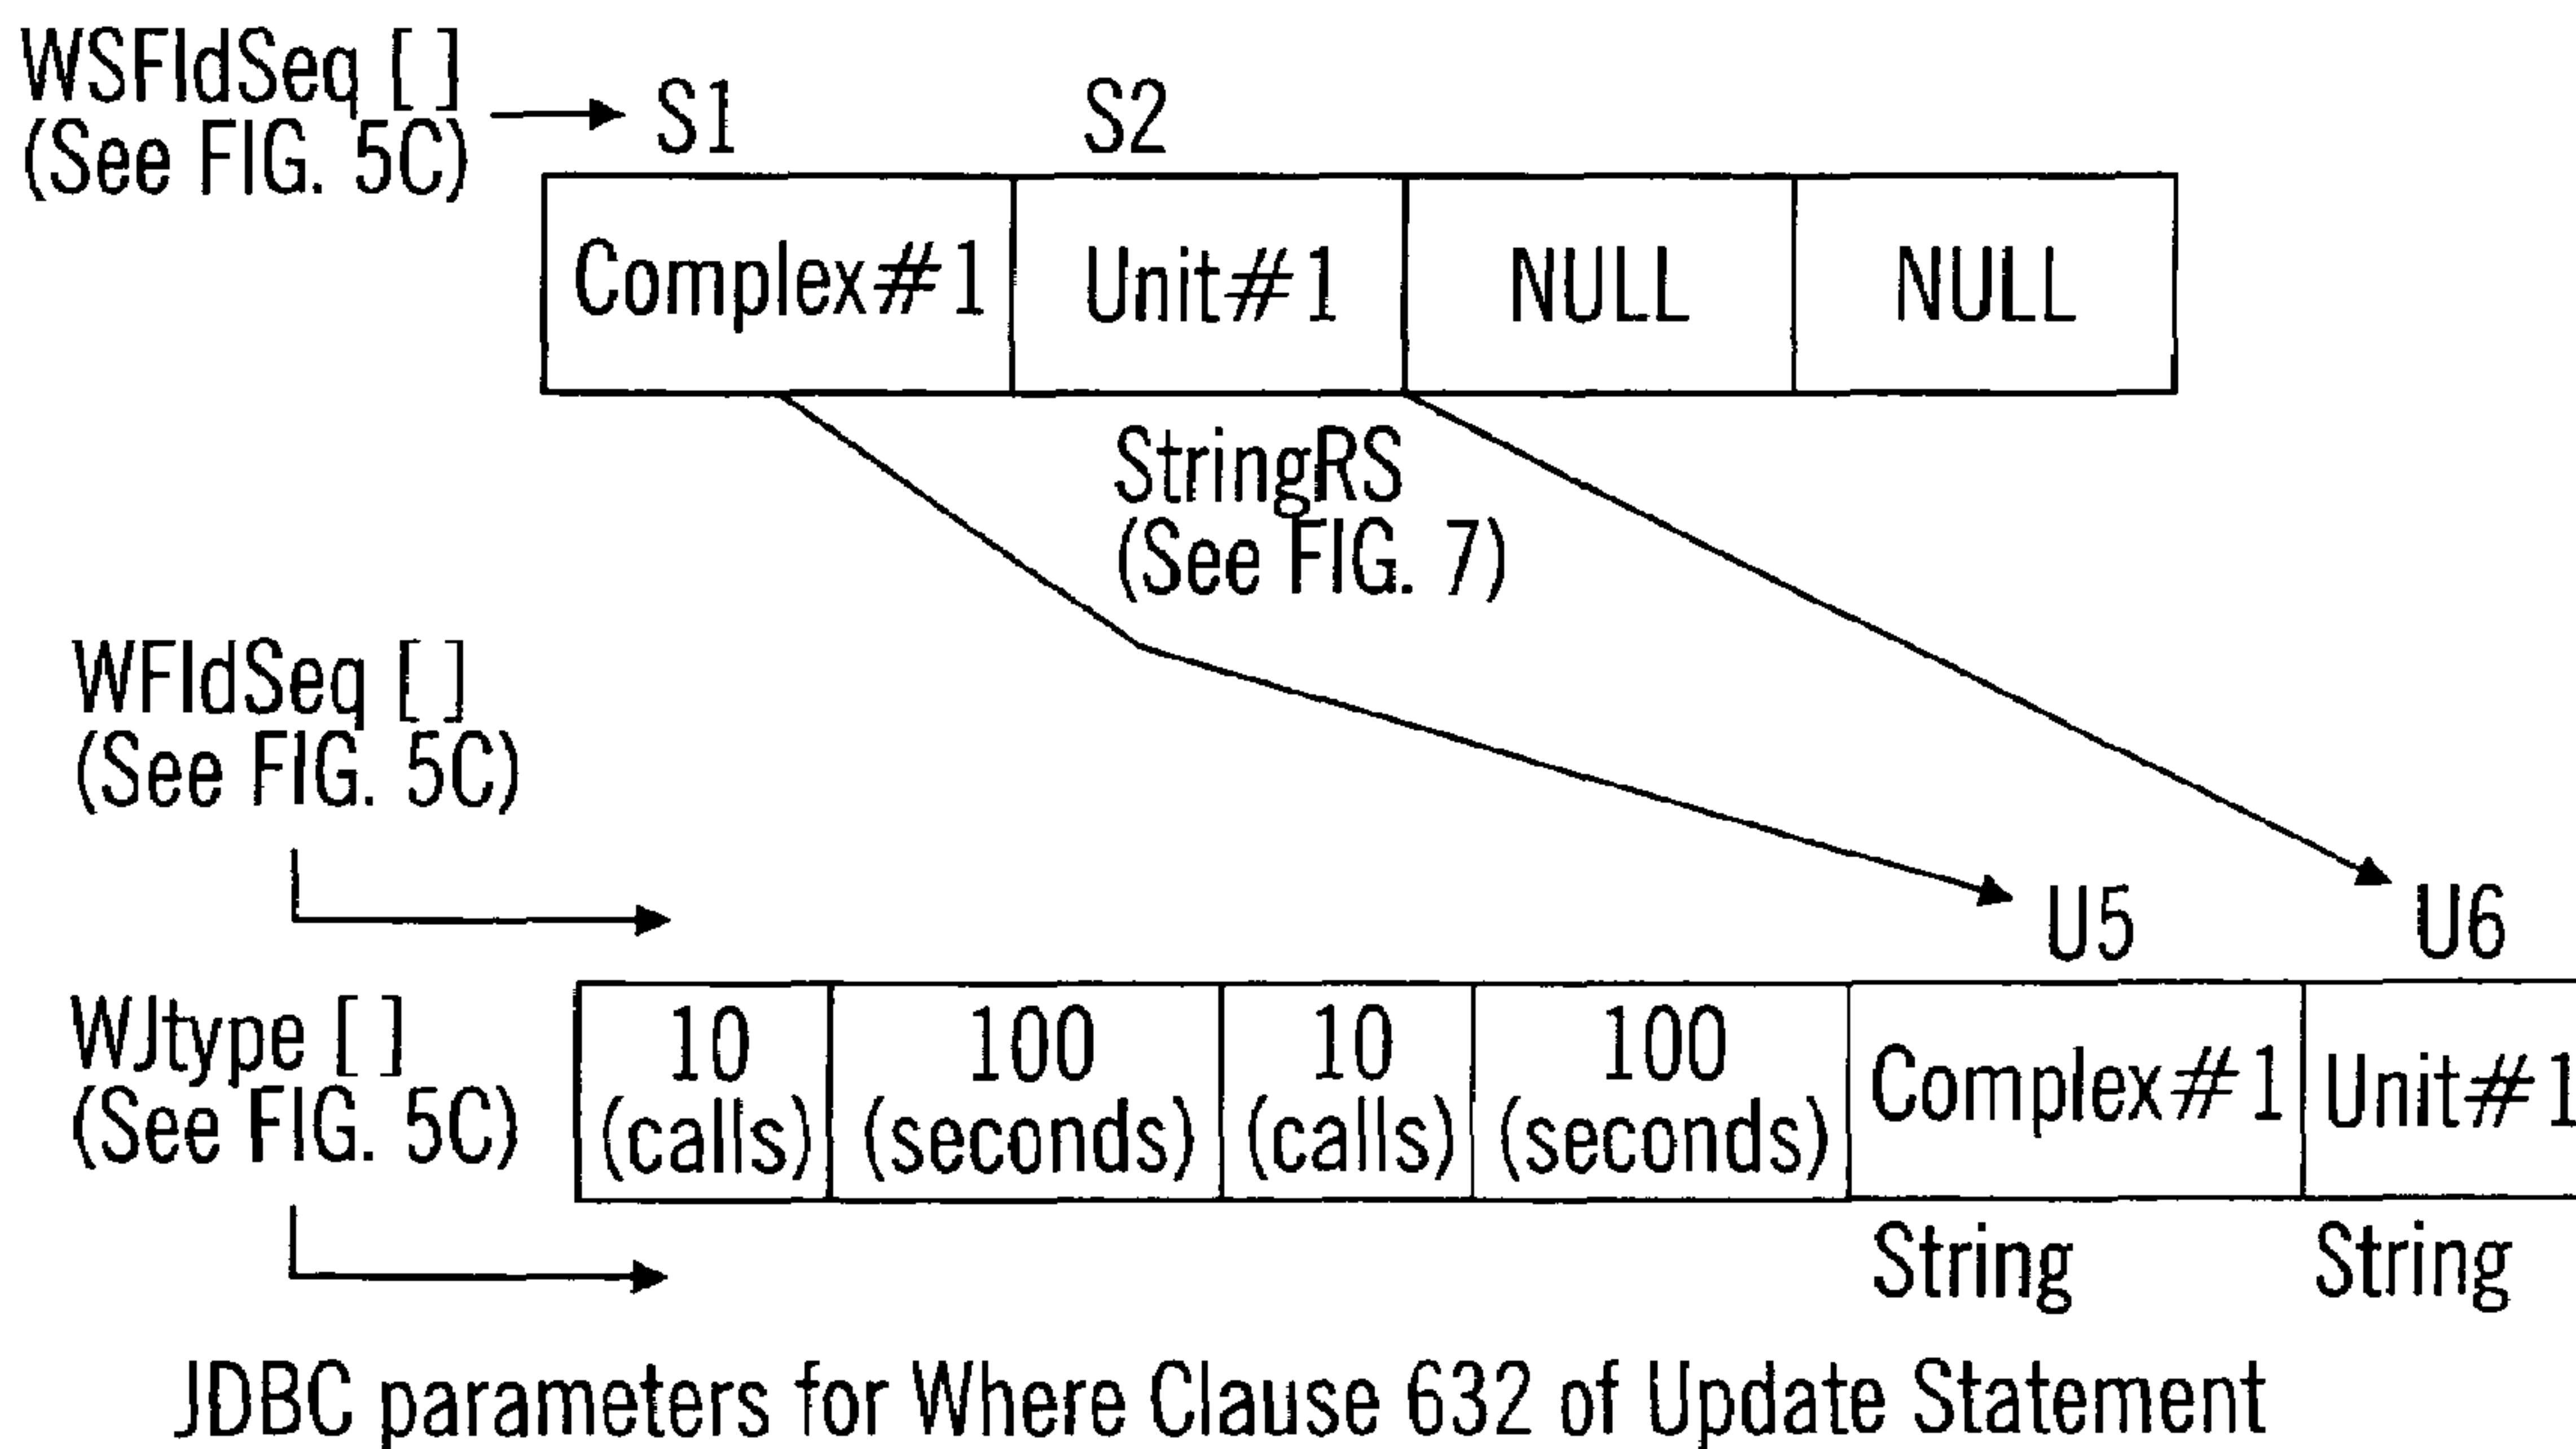 WSFldSeq [ ]
(See FIG. 5C)
S1 S2
Complex#1 Unit#1 NULL NULL
StringRS
(See FIG. 7)
WFldSeq [ ]
(See FIG. 5C)
U5 U6
WJtype [ ]
(See FIG. 5C)
10 100 10 100 Complex#1 Unit#1
(calls) (seconds) (calls) (seconds)
String String
JDBC parameters for Where Clause 632 of Update Statement